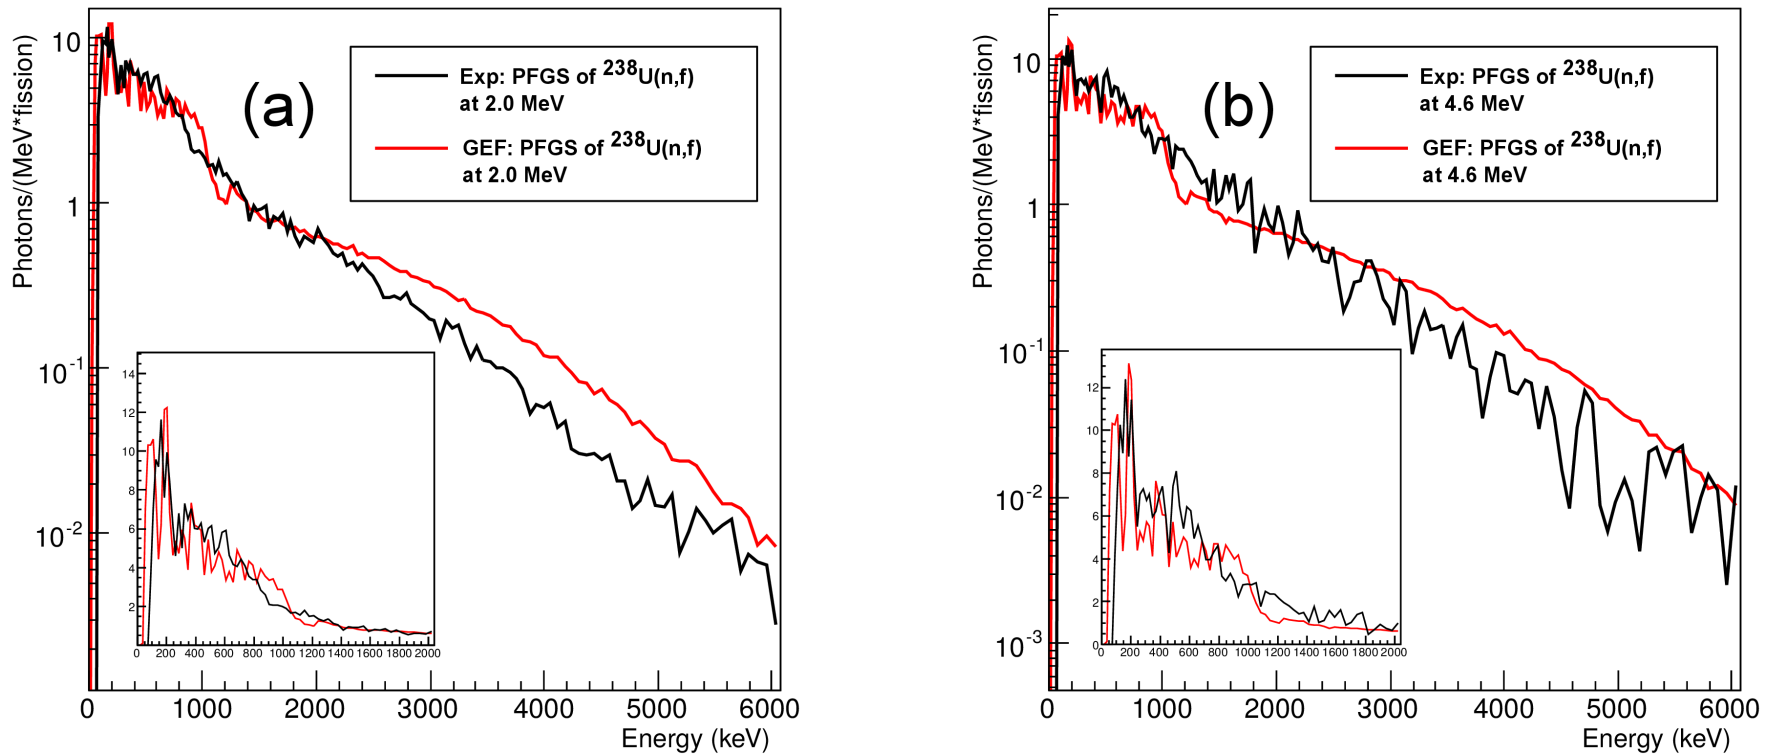 (a)
Exp: PFGS of 238U(n,f)
at 2.0 MeV
GEF: PFGS of 238U(n,f)
at 2.0 MeV
Photons/(MeV*fission)
10
1
10-1
10-2
14
12
10
8
6
4
2
0 200 400 600 800 1000 1200 1400 1600 1800 2000
0 1000 2000 3000 4000 5000 6000
Energy (keV)
(b)
Exp: PFGS of 238U(n,f)
at 4.6 MeV
GEF: PFGS of 238U(n,f)
at 4.6 MeV
Photons/(MeV*fission)
10
1
10-1
10-2
10-3
12
10
8
6
4
2
0
0 200 400 600 800 1000 1200 1400 1600 1800 2000
0 1000 2000 3000 4000 5000 6000
Energy (keV)